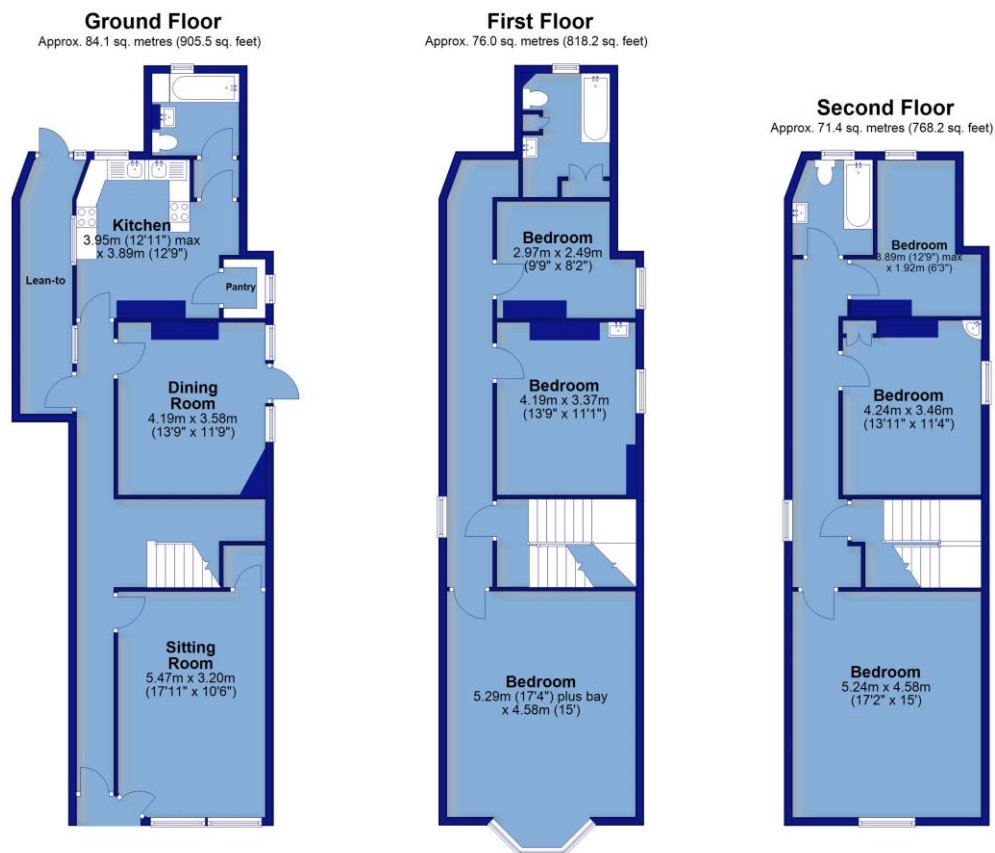 Ground Floor
Approx. 84.1 sq. metres (905.5 sq. feet)
Kitchen
3.95m (12'11") max
x 3.89m (12'9")
Lean-to
Pantry
Dining
Room
4.19m x 3.58m
(13'9" x 11'9")
Sitting
Room
5.47m x 3.20m
(17'11" x 10'6")
First Floor
Approx. 76.0 sq. metres (818.2 sq. feet)
Bedroom
2.97m x 2.49m
(9'9" x 8'2")
Bedroom
4.19m x 3.37m
(13'9" x 11'1")
Bedroom
5.29m (17'4") plus bay
x 4.58m (15')
Second Floor
Approx. 71.4 sq. metres (768.2 sq. feet)
Bedroom
3.89m (12'9") max
x 1.92m (6'3")
Bedroom
4.24m x 3.46m
(13'11" x 11'4")
Bedroom
5.24m x 4.58m
(17'2" x 15')